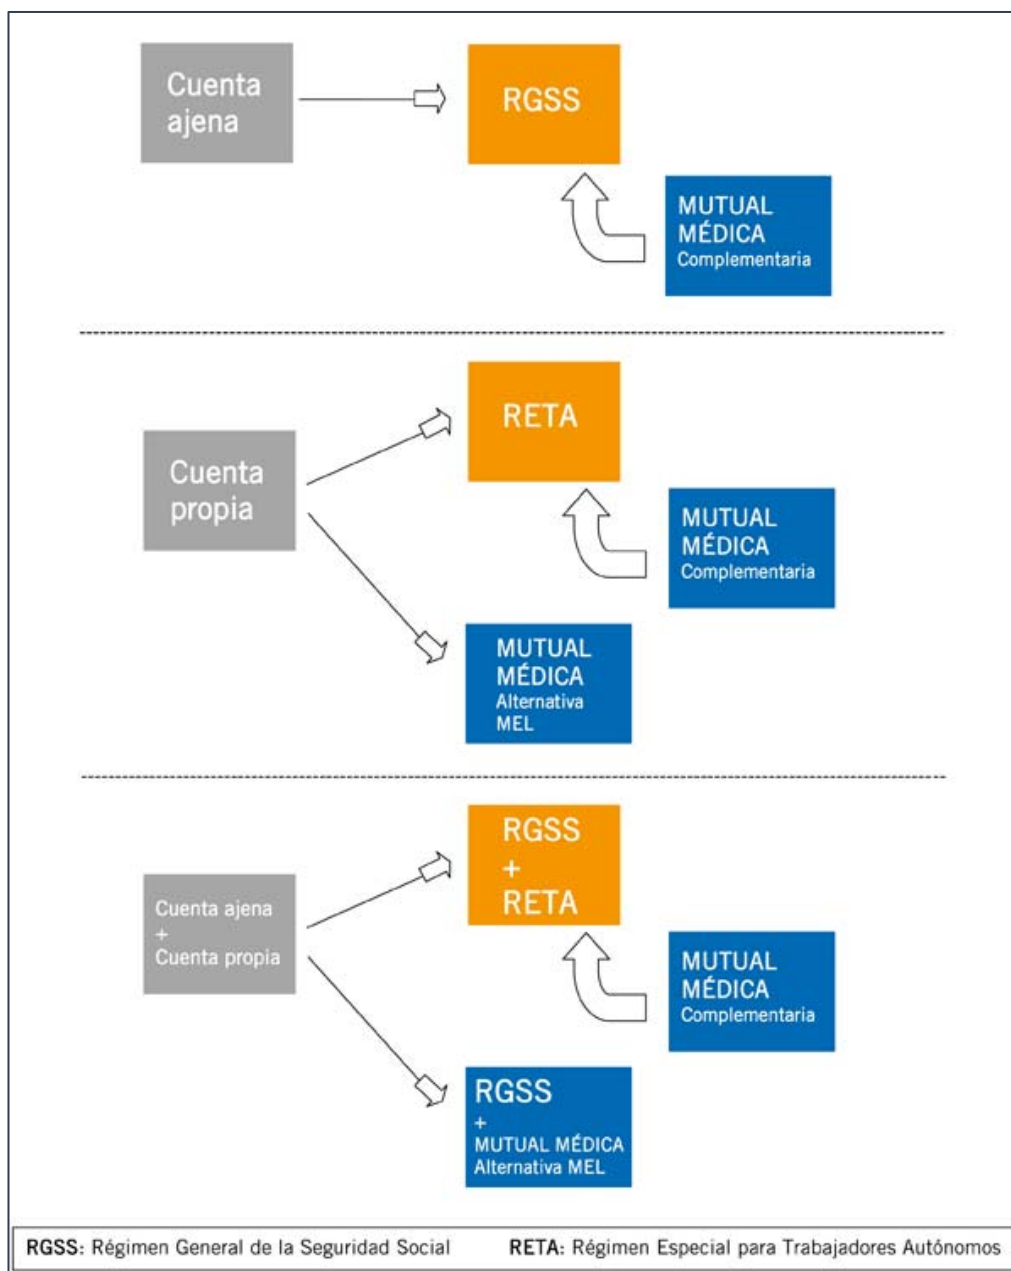 Cuenta
ajena
RGSS
MUTUAL
MÉDICA
Complementaria
RETA
Cuenta
propia
MUTUAL
MÉDICA
Complementaria
MUTUAL
MÉDICA
Alternativa
MEL
RGSS
+
RETA
Cuenta ajena
+
Cuenta propia
MUTUAL
MÉDICA
Complementaria
RGSS
+
MUTUAL MÉDICA
Alternativa MEL
RGSS: Régimen General de la Seguridad Social RETA: Régimen Especial para Trabajadores Autónomos